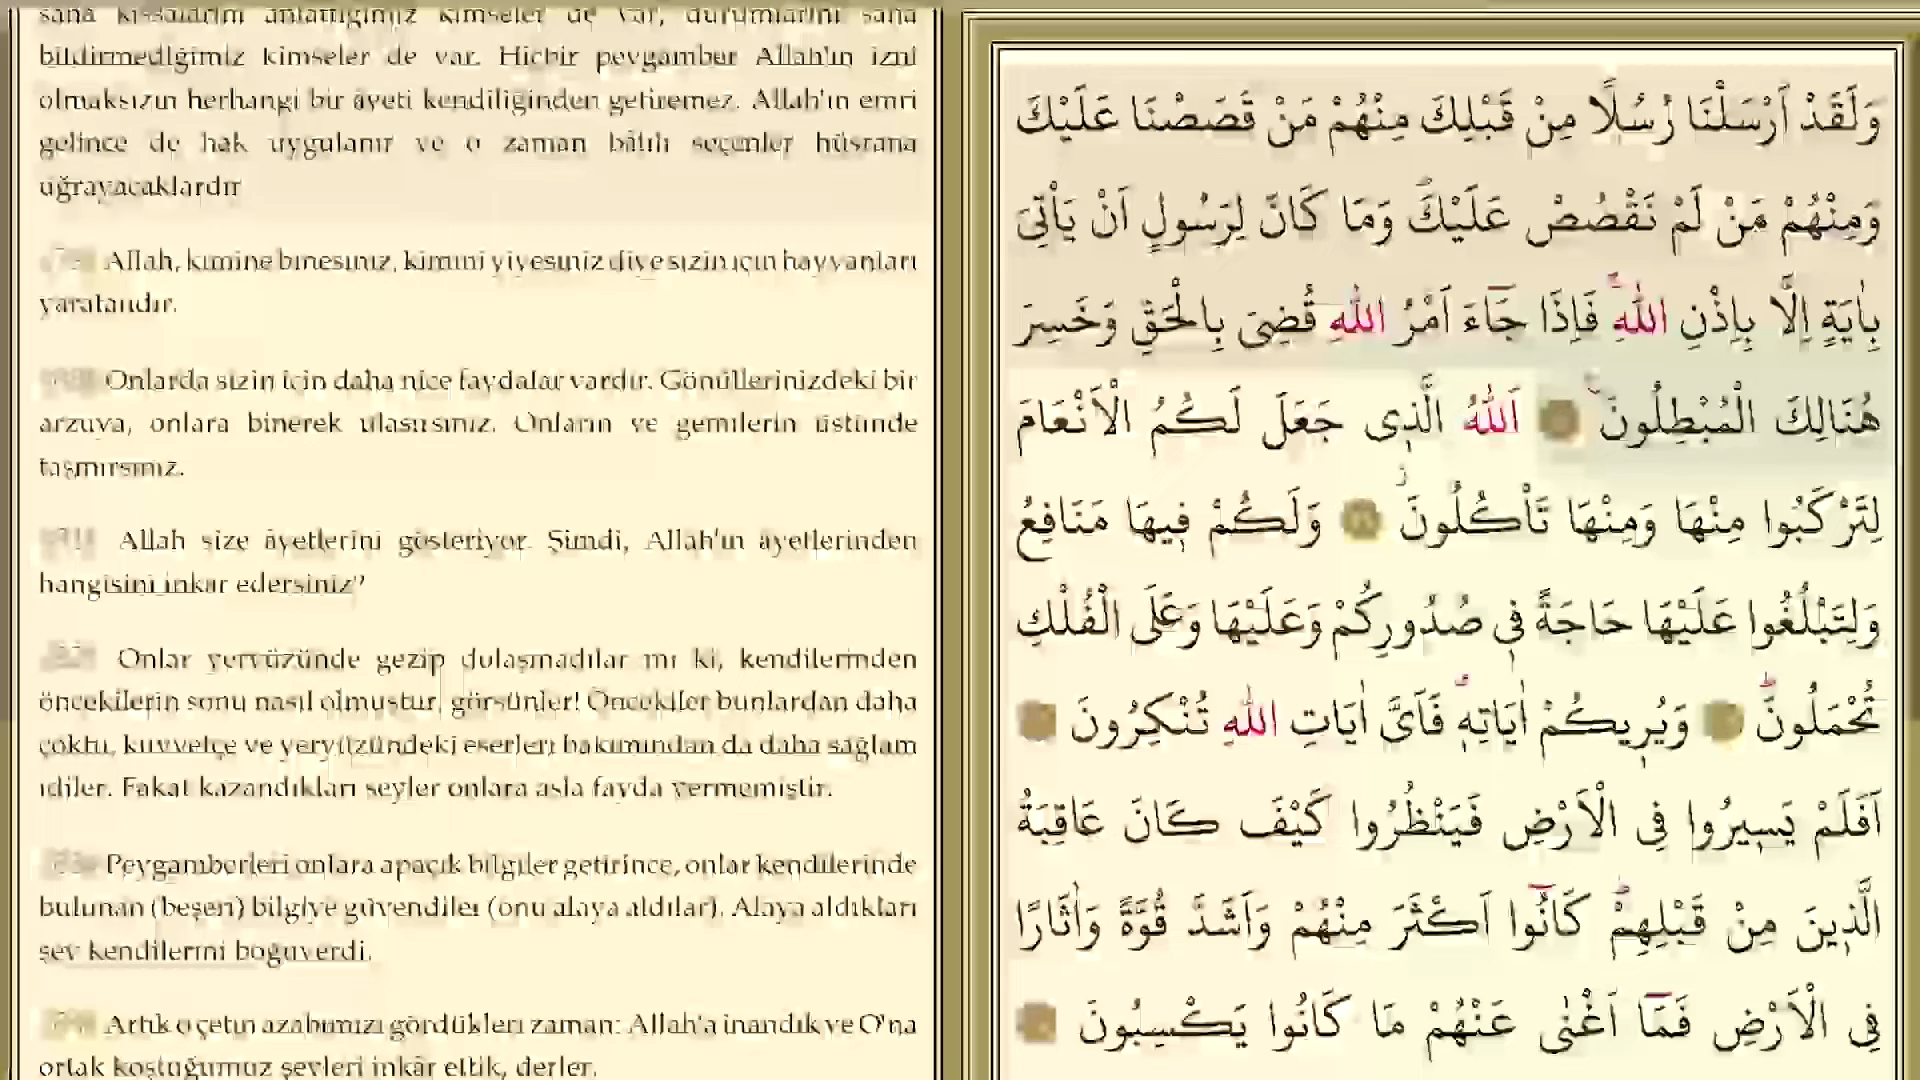 sana kıssalarını anlattığımız kimseler de var, durumlarını sana
bildirmediğimiz kimseler de var. Hiçbir peygamber Allah'ın izni
olmaksızın herhangi bir âyeti kendiliğinden getiremez. Allah'ın emri
gelince de hak uygulanır ve o zaman bâtılı seçenler hüsrana
uğrayacaklardır
Allah, kimine binesiniz, kimini yiyesiniz diye sizin için hayvanları
yaratandır.
Onlarda sizin için daha nice faydalar vardır. Gönüllerinizdeki bir
arzuya, onlara binerek ulaşırsınız. Onların ve gemilerin üstünde
taşınırsınız.
Allah size âyetlerini gösteriyor. Şimdi, Allah'ın âyetlerinden
hangisini inkar edersiniz?
Onlar yeryüzünde gezip dolaşmadılar mı ki, kendilerinden
öncekilerin sonu nasıl olmuştur, görsünler! Öncekiler bunlardan daha
çoktu, kuvvetçe ve yeryüzündeki eserleri bakımından da daha sağlam
idiler. Fakat kazandıkları şeyler onlara asla fayda vermemiştir.
Peygamberleri onlara apaçık bilgiler getirince, onlar kendilerinde
bulunan (beşeri) bilgiye güvendiler (onu alaya aldılar). Alaya aldıkları
şey kendilerini boğuverdi.
Artık o çetin azabımızı gördükleri zaman: Allah'a inandık ve O'na
ortak koştuğumuz şeyleri inkâr ettik, derler.
وَلَقَدْ اَرْسَلْنَا رُسُلًا مِنْ قَبْلِكَ مِنْهُمْ مَنْ قَصَصْنَا عَلَيْكَ
وَمِنْهُمْ مَنْ لَمْ نَقْصُصْ عَلَيْكَۜ وَمَا كَانَ لِرَسُولٍ اَنْ يَأْتِيَ
بِاٰيَةٍ اِلَّا بِاِذْنِ اللّٰهِۚ فَاِذَا جَٓاءَ اَمْرُ اللّٰهِ قُضِيَ بِالْحَقِّ وَخَسِرَ
هُنَالِكَ الْمُبْطِلُونَ۟ اَللّٰهُ الَّذ۪ي جَعَلَ لَكُمُ الْاَنْعَامَ
لِتَرْكَبُوا مِنْهَا وَمِنْهَا تَأْكُلُونَۘ وَلَكُمْ ف۪يهَا مَنَافِعُ
وَلِتَبْلُغُوا عَلَيْهَا حَاجَةً ف۪ي صُدُورِكُمْ وَعَلَيْهَا وَعَلَى الْفُلْكِ
تُحْمَلُونَۜ وَيُر۪يكُمْ اٰيَاتِه۪ۗ فَاَيَّ اٰيَاتِ اللّٰهِ تُنْكِرُونَ
اَفَلَمْ يَس۪يرُوا فِي الْاَرْضِ فَيَنْظُرُوا كَيْفَ كَانَ عَاقِبَةُ
الَّذ۪ينَ مِنْ قَبْلِهِمْۜ كَانُٓوا اَكْثَرَ مِنْهُمْ وَاَشَدَّ قُوَّةً وَاٰثَارًا
فِي الْاَرْضِ فَمَٓا اَغْنٰى عَنْهُمْ مَا كَانُوا يَكْسِبُونَ